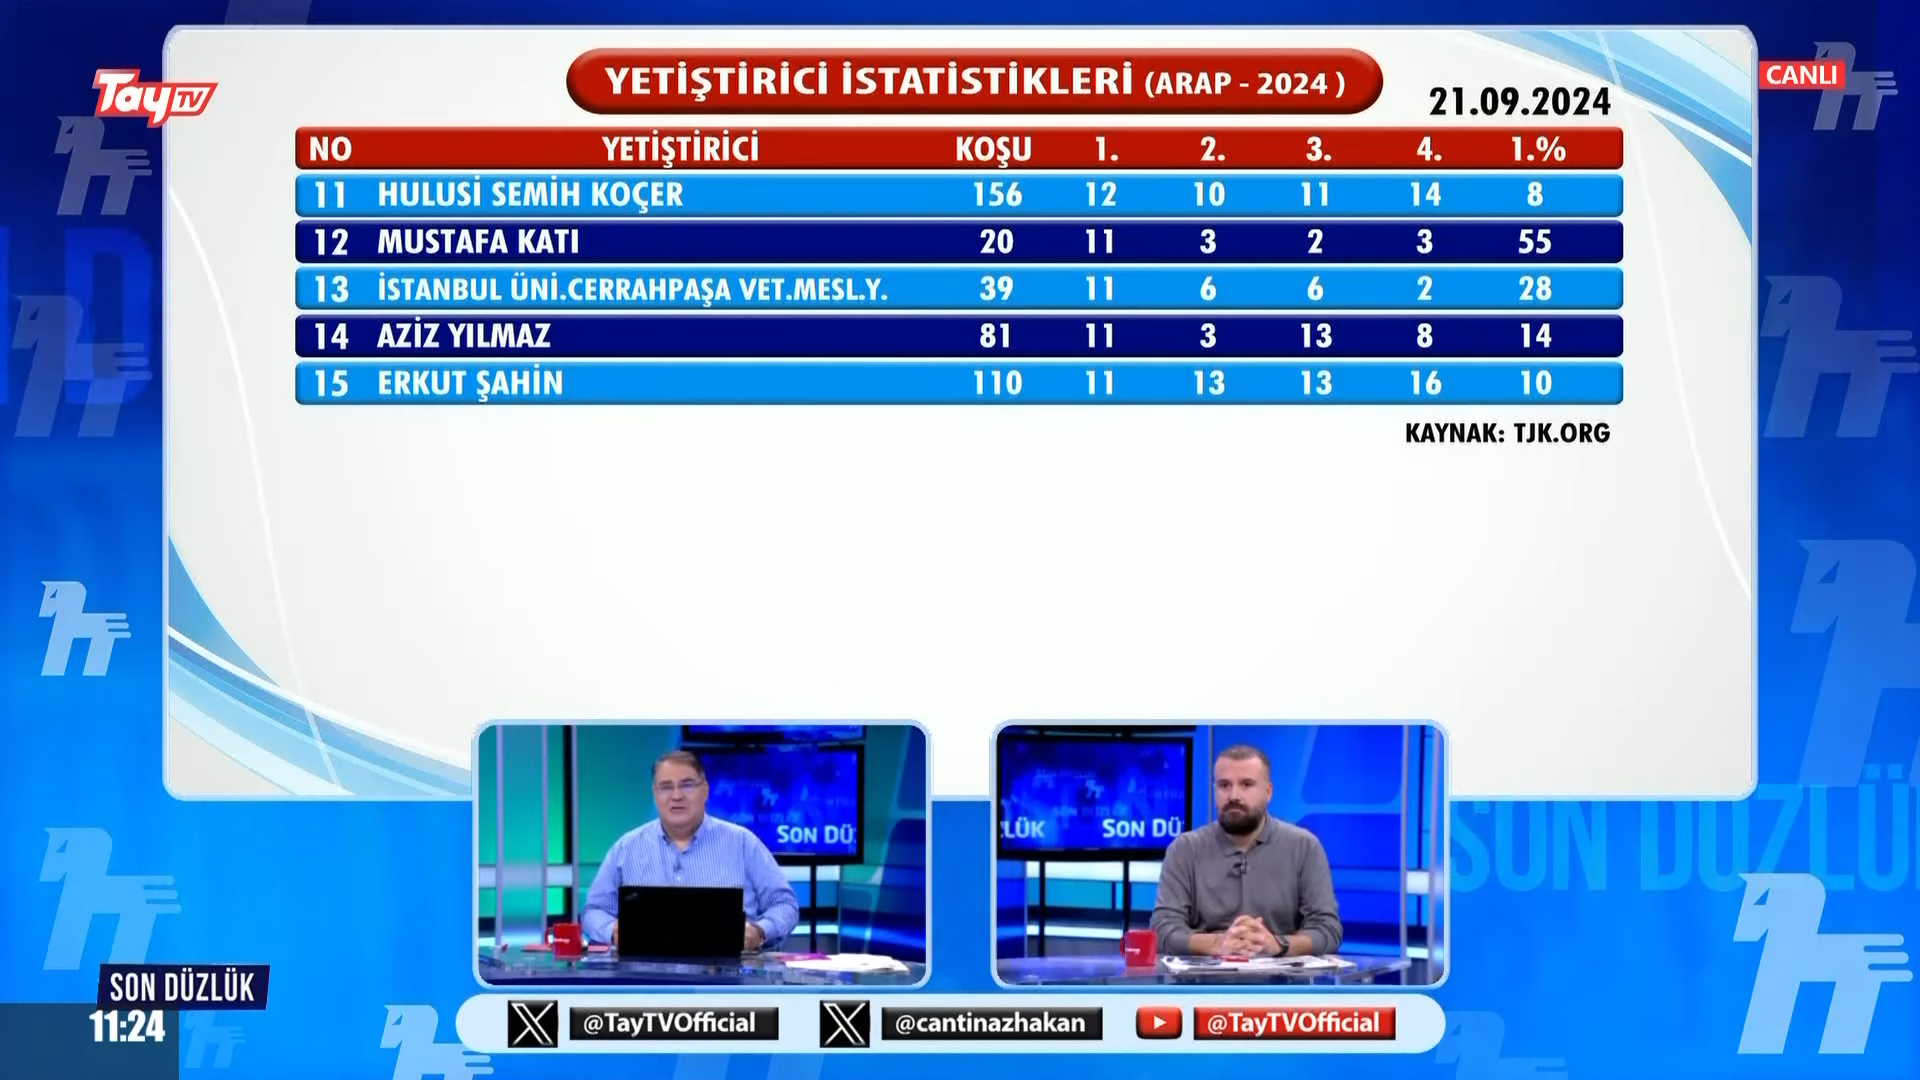 YETİŞTİRİCİ İSTATİSTİKLERİ (ARAP - 2024 )
Tay TV
CANLI
21.09.2024
NO YETİŞTİRİCİ KOŞU 1. 2. 3. 4. 1.%
11 HULUSİ SEMİH KOÇER 156 12 10 11 14 8
12 MUSTAFA KATI 20 11 3 2 3 55
13 İSTANBUL ÜNİ.CERRAHPAŞA VET.MESL.Y. 39 11 6 6 2 28
14 AZİZ YILMAZ 81 11 3 13 8 14
15 ERKUT ŞAHİN 110 11 13 13 16 10
KAYNAK: TJK.ORG
SON DÜ
LÜK SON DÜ
SON DÜZLÜ
SON DÜZLÜK
11:24
@TayTVOfficial @cantinazhakan @TayTVOfficial